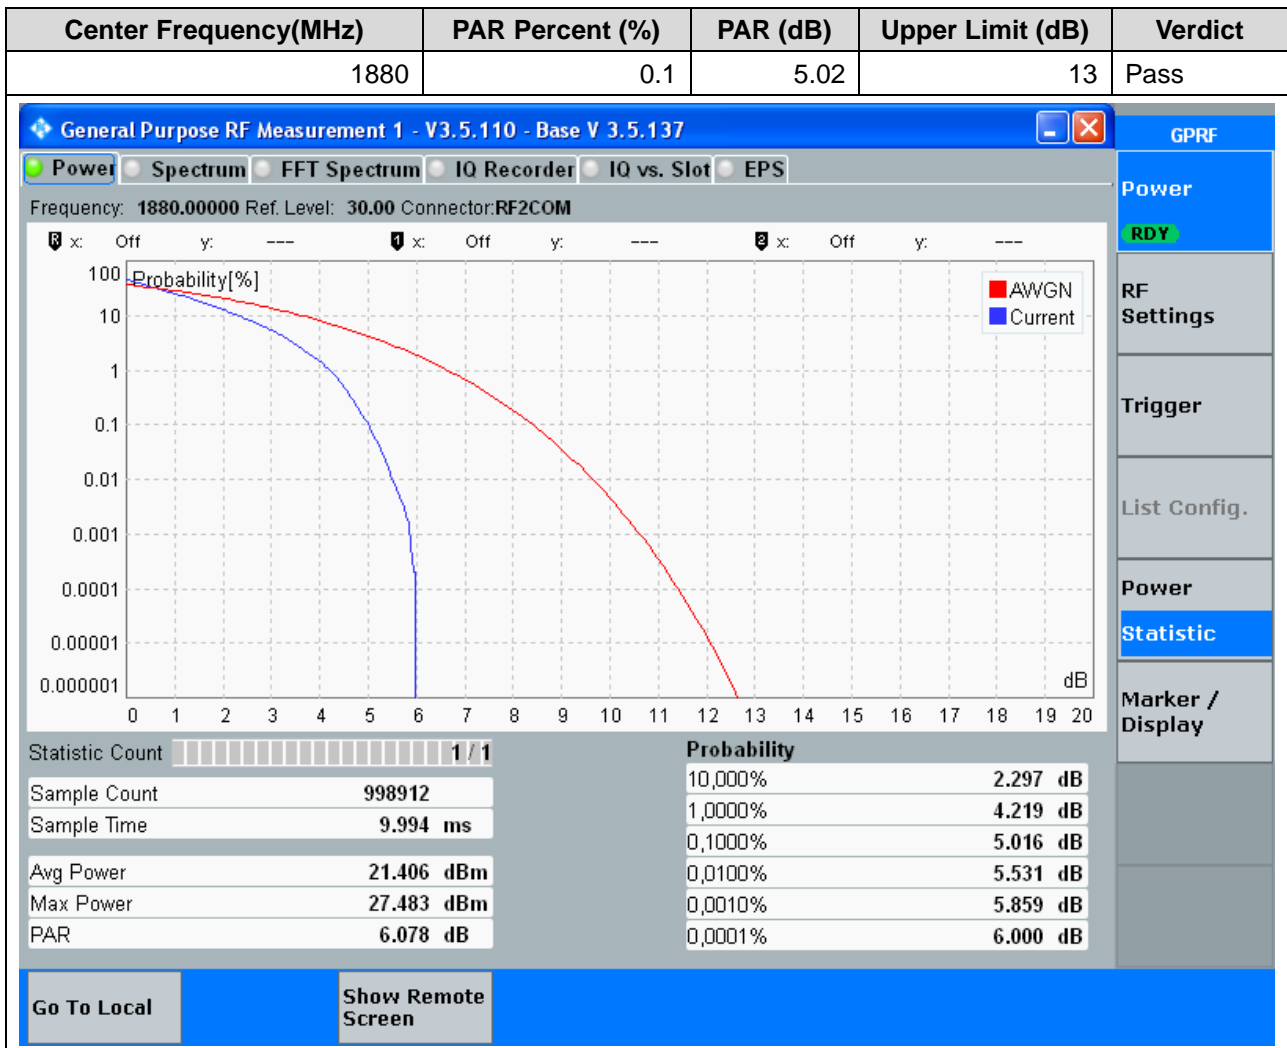 Center Frequency(MHz) PAR Percent (%) PAR (dB) Upper Limit (dB) Verdict
1880 0.1 5.02 13 Pass
General Purpose RF Measurement 1 - V3.5.110 - Base V 3.5.137
GPRF
Power Spectrum FFT Spectrum IQ Recorder IQ vs. Slot EPS
Frequency: 1880.00000 Ref. Level: 30.00 Connector:RF2COM
R x: Off y: --- 1 x: Off y: --- 2 x: Off y: ---
Probability[%]
AWGN
Current
100
10
1
0.1
0.01
0.001
0.0001
0.00001
0.000001
dB
0 1 2 3 4 5 6 7 8 9 10 11 12 13 14 15 16 17 18 19 20
Statistic Count 1 / 1
Sample Count 998912
Sample Time 9.994 ms
Avg Power 21.406 dBm
Max Power 27.483 dBm
PAR 6.078 dB
Probability
10,000% 2.297 dB
1,0000% 4.219 dB
0,1000% 5.016 dB
0,0100% 5.531 dB
0,0010% 5.859 dB
0,0001% 6.000 dB
Power
RDY
RF
Settings
Trigger
List Config.
Power
Statistic
Marker /
Display
Go To Local
Show Remote
Screen